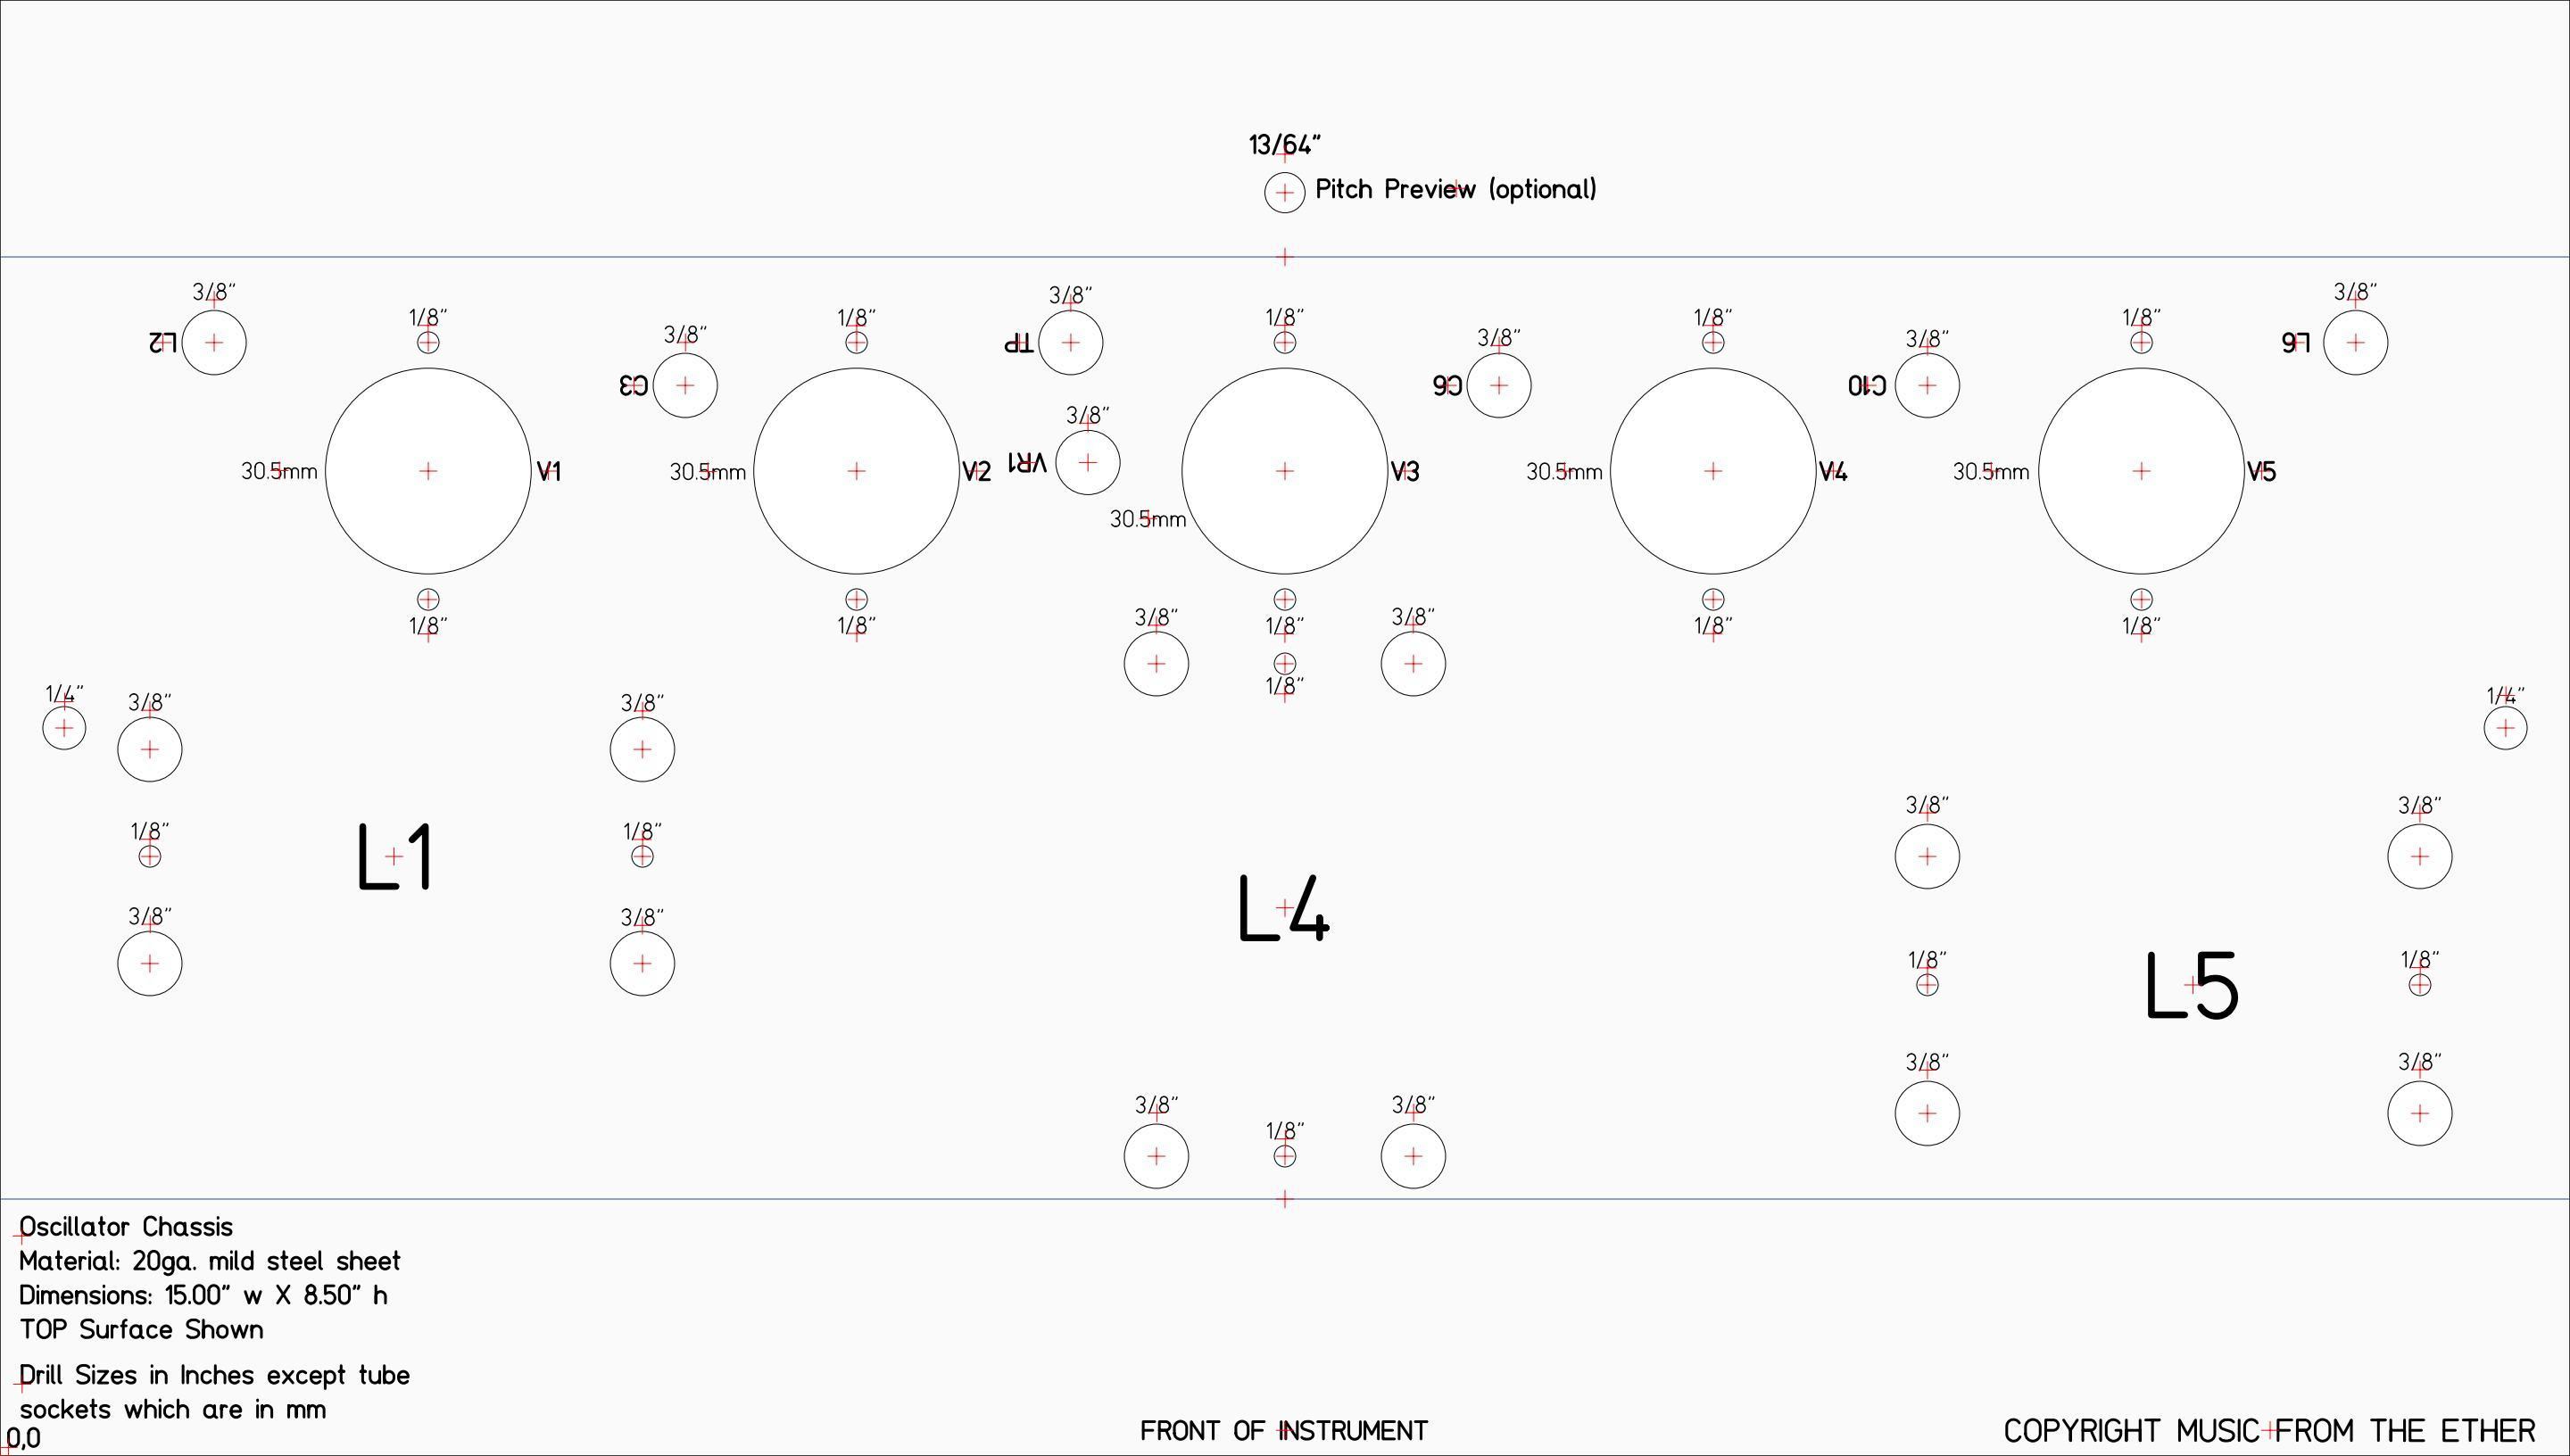 13/64"
Pitch Preview (optional)
3/8" 3/8" 3/8"
1/8" 1/8" 1/8" 1/8" 1/8"
3/8" 3/8" 3/8"
L2 TP L6
C3 C6 C10
3/8"
VR1
30.5mm V1 30.5mm V2 V3 30.5mm V4 30.5mm V5
30.5mm
3/8" 3/8"
1/8" 1/8" 1/8" 1/8" 1/8"
1/8"
1/4" 1/4"
3/8" 3/8"
3/8" 3/8"
1/8" 1/8"
L1
L4
3/8" 3/8"
1/8" 1/8"
L5
3/8" 3/8"
3/8" 3/8"
1/8"
Oscillator Chassis
Material: 20ga. mild steel sheet
Dimensions: 15.00" w X 8.50" h
TOP Surface Shown
Drill Sizes in Inches except tube
sockets which are in mm
0,0
FRONT OF INSTRUMENT
COPYRIGHT MUSIC FROM THE ETHER